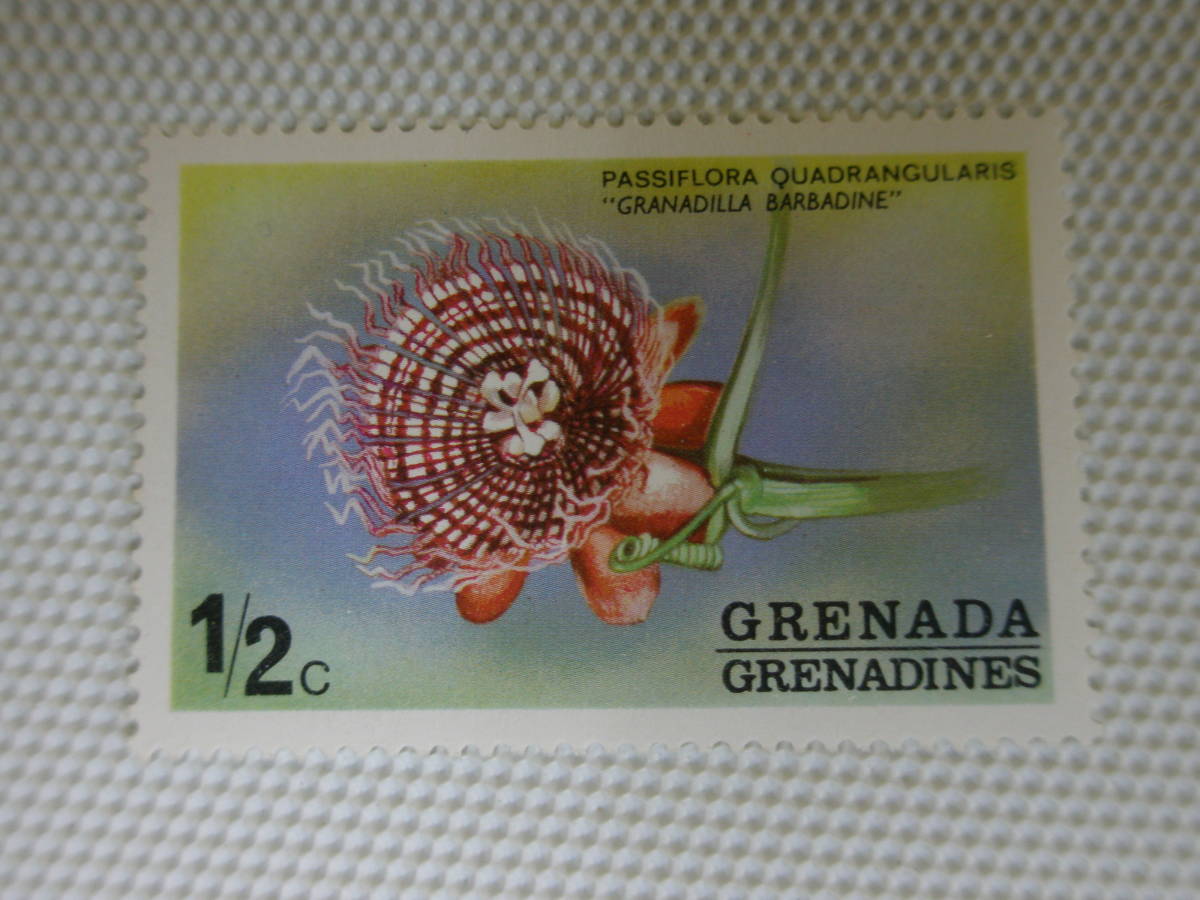 PASSIFLORA QUADRANGULARIS
"GRANADILLA BARBADINE"
1/2c
GRENADA
GRENADINES